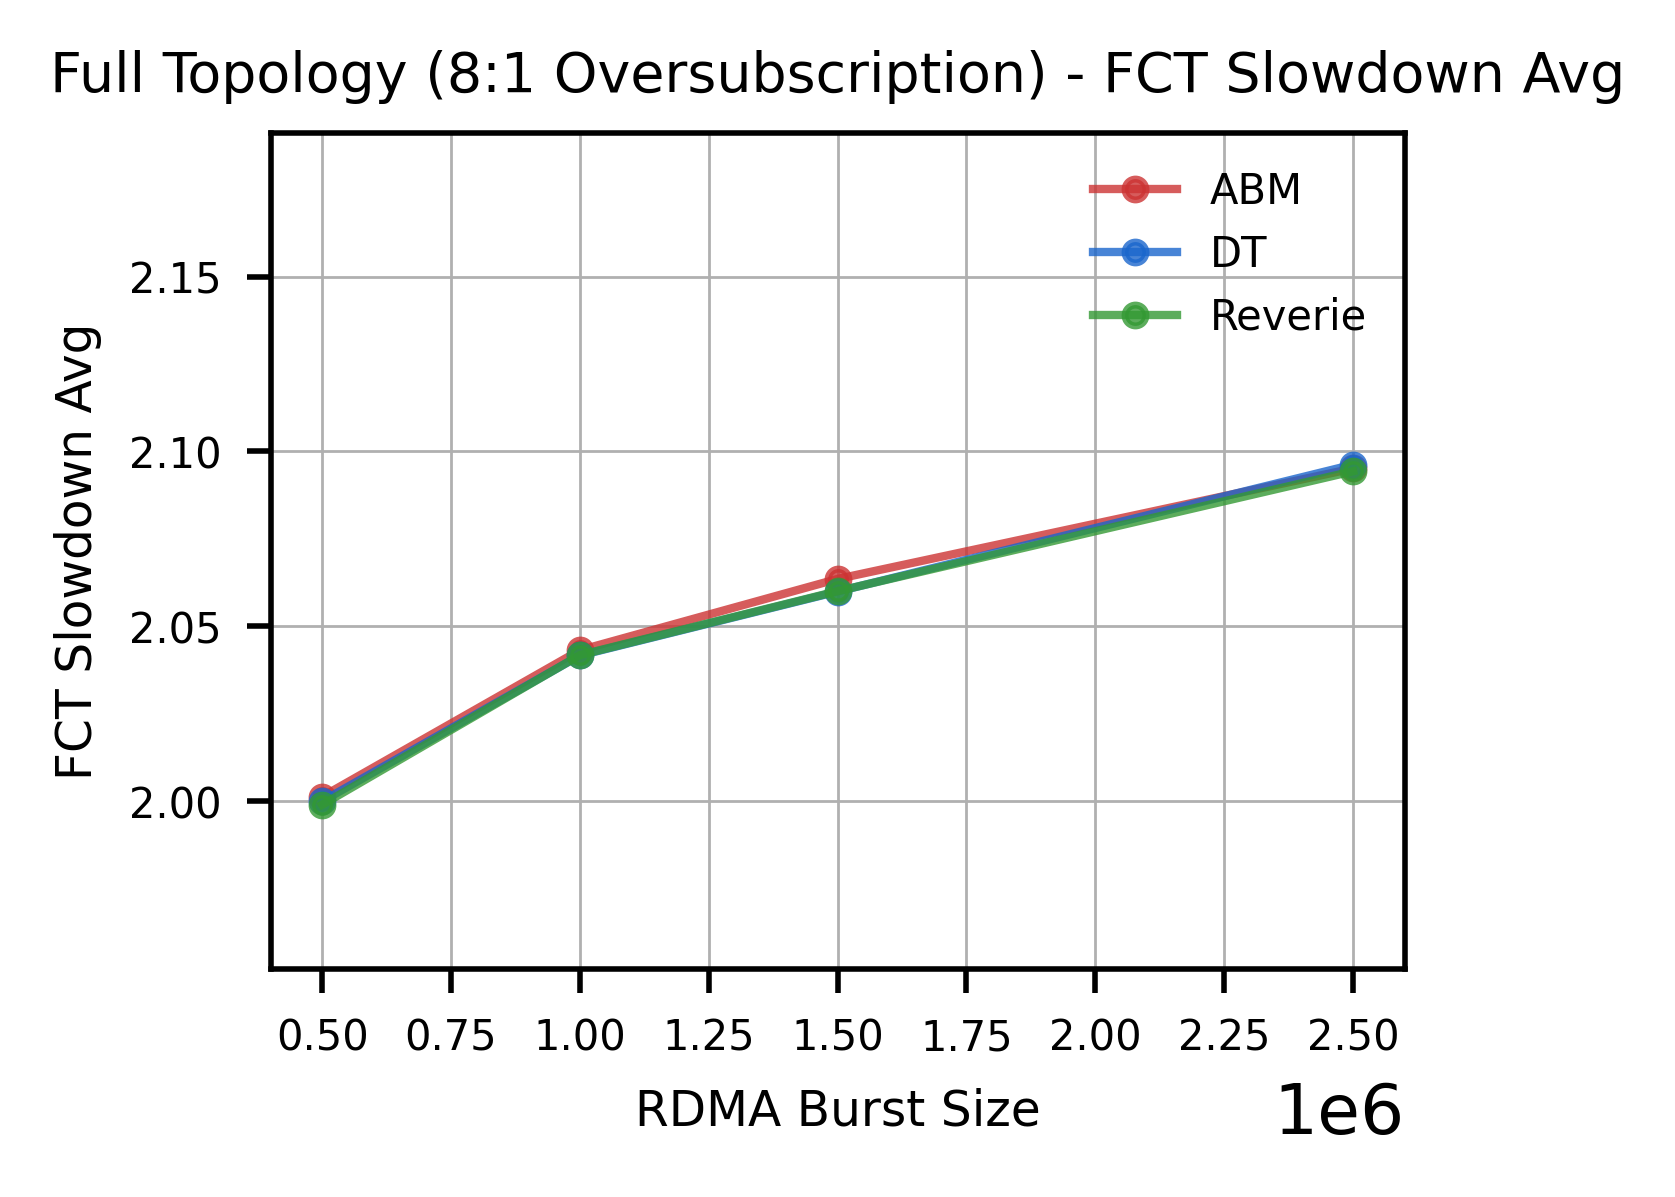 Full Topology (8:1 Oversubscription) - FCT Slowdown Avg
ABM
DT
Reverie
FCT Slowdown Avg
2.15
2.10
2.05
2.00
0.50 0.75 1.00 1.25 1.50 1.75 2.00 2.25 2.50
RDMA Burst Size
1e6